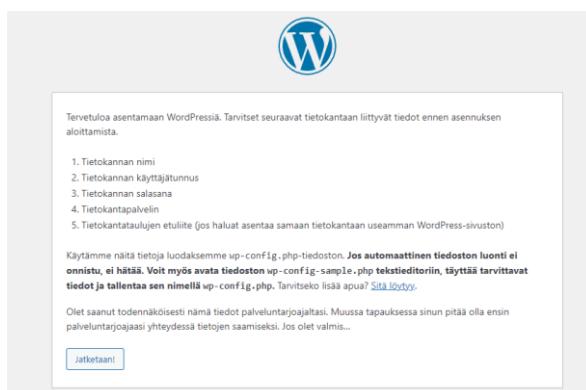 Tervetuloa asentamaan WordPressiä. Tarvitset seuraavat tietokantaan liittyvät tiedot ennen asennuksen
aloittamista.
1. Tietokannan nimi
2. Tietokannan käyttäjätunnus
3. Tietokannan salasana
4. Tietokantapalvelin
5. Tietokantataulujen etuliite (jos haluat asentaa samaan tietokantaan useamman WordPress-sivuston)
Käytämme näitä tietoja luodaksemme wp-config.php-tiedoston. Jos automaattinen tiedoston luonti ei
onnistu, ei hätää. Voit myös avata tiedoston wp-config-sample.php tekstieditoriin, täyttää tarvittavat
tiedot ja tallentaa sen nimellä wp-config.php. Tarvitseko lisää apua? Sitä löytyy.
Olet saanut todennäköisesti nämä tiedot palveluntarjoajaltasi. Muussa tapauksessa sinun pitää olla ensin
palveluntarjoajaasi yhteydessä tietojen saamiseksi. Jos olet valmis...
Jatketaan!